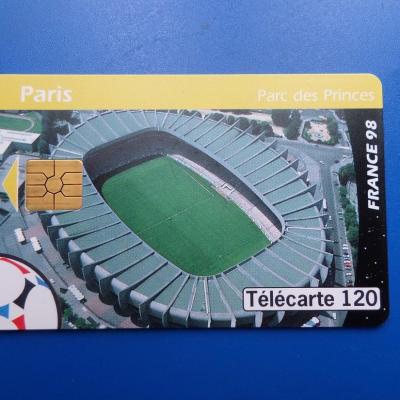 Paris
Parc des Princes
FRANCE 98
Télécarte 120